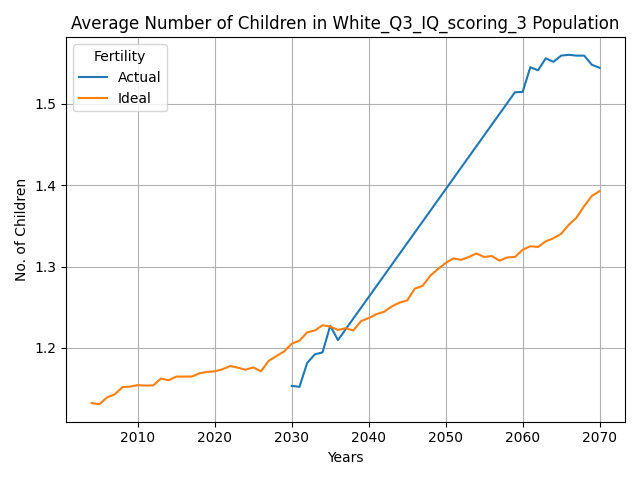 Average Number of Children in White_Q3_IQ_scoring_3 Population
Fertility
Actual
Ideal
No. of Children
1.5
1.4
1.3
1.2
2010 2020 2030 2040 2050 2060 2070
Years